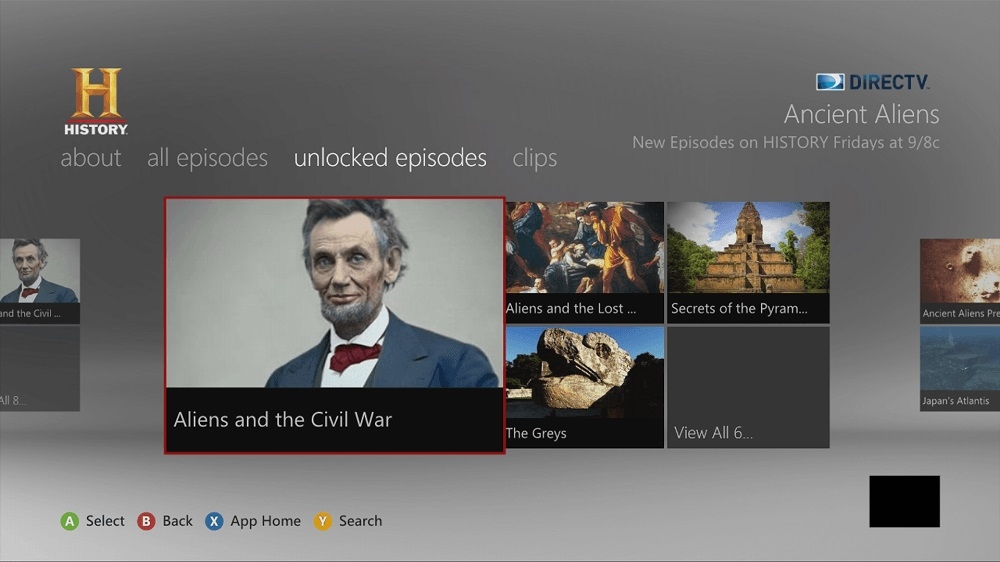 H
HISTORY
DIRECTV
Ancient Aliens
New Episodes on HISTORY Fridays at 9/8c
about all episodes unlocked episodes clips
and the Civil ...
All 8...
Aliens and the Civil War
Aliens and the Lost ...
Secrets of the Pyram...
The Greys
View All 6...
Ancient Aliens Pre
Japan's Atlantis
A Select B Back X App Home Y Search